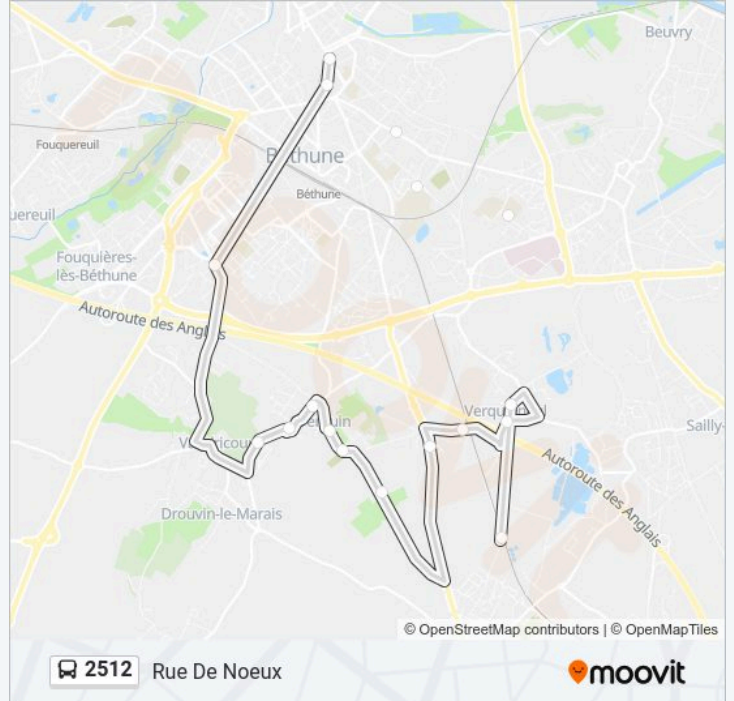 Beuvry
Fouquereuil
Béthune
Béthune
uereuil
Fouquières-
lès-Béthune
Autoroute des Anglais
Verqu
Sailly-
Autoroute des Anglais
Drouvin-le-Marais
© OpenStreetMap contributors | © OpenMapTiles
2512 Rue De Noeux
moovit